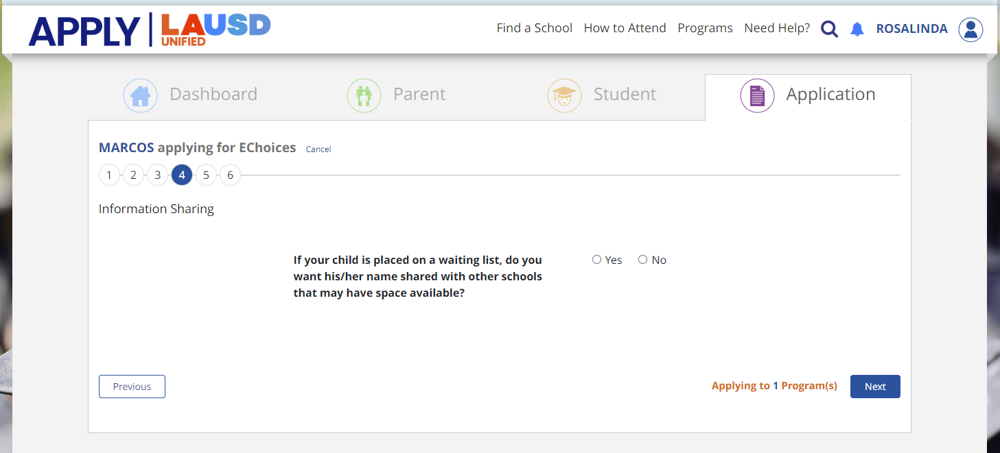 APPLY LAUSD UNIFIED
Find a School How to Attend Programs Need Help? ROSALINDA
Dashboard Parent Student Application
MARCOS applying for EChoices Cancel
1 2 3 4 5 6
Information Sharing
If your child is placed on a waiting list, do you
want his/her name shared with other schools
that may have space available?
Yes No
Previous Applying to 1 Program(s) Next